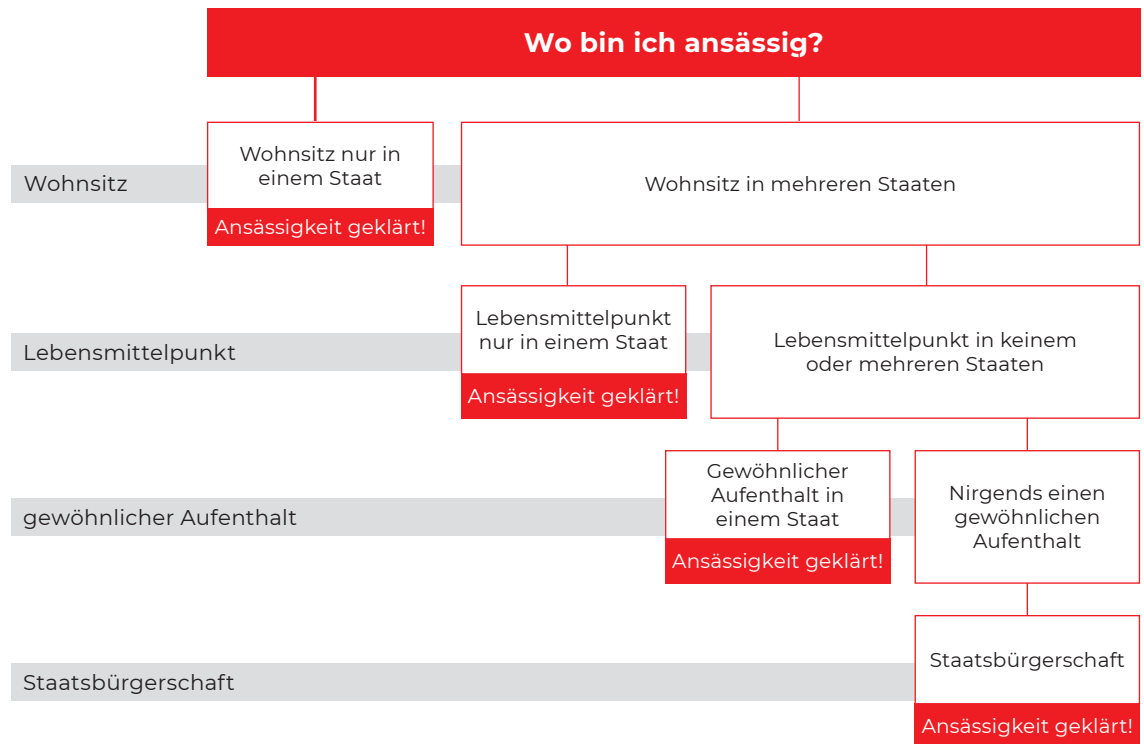 Wo bin ich ansässig?
Wohnsitz
Wohnsitz nur in
einem Staat
Ansässigkeit geklärt!
Wohnsitz in mehreren Staaten
Lebensmittelpunkt
Lebensmittelpunkt
nur in einem Staat
Ansässigkeit geklärt!
Lebensmittelpunkt in keinem
oder mehreren Staaten
gewöhnlicher Aufenthalt
Gewöhnlicher
Aufenthalt in
einem Staat
Ansässigkeit geklärt!
Nirgends einen
gewöhnlichen
Aufenthalt
Staatsbürgerschaft
Staatsbürgerschaft
Ansässigkeit geklärt!